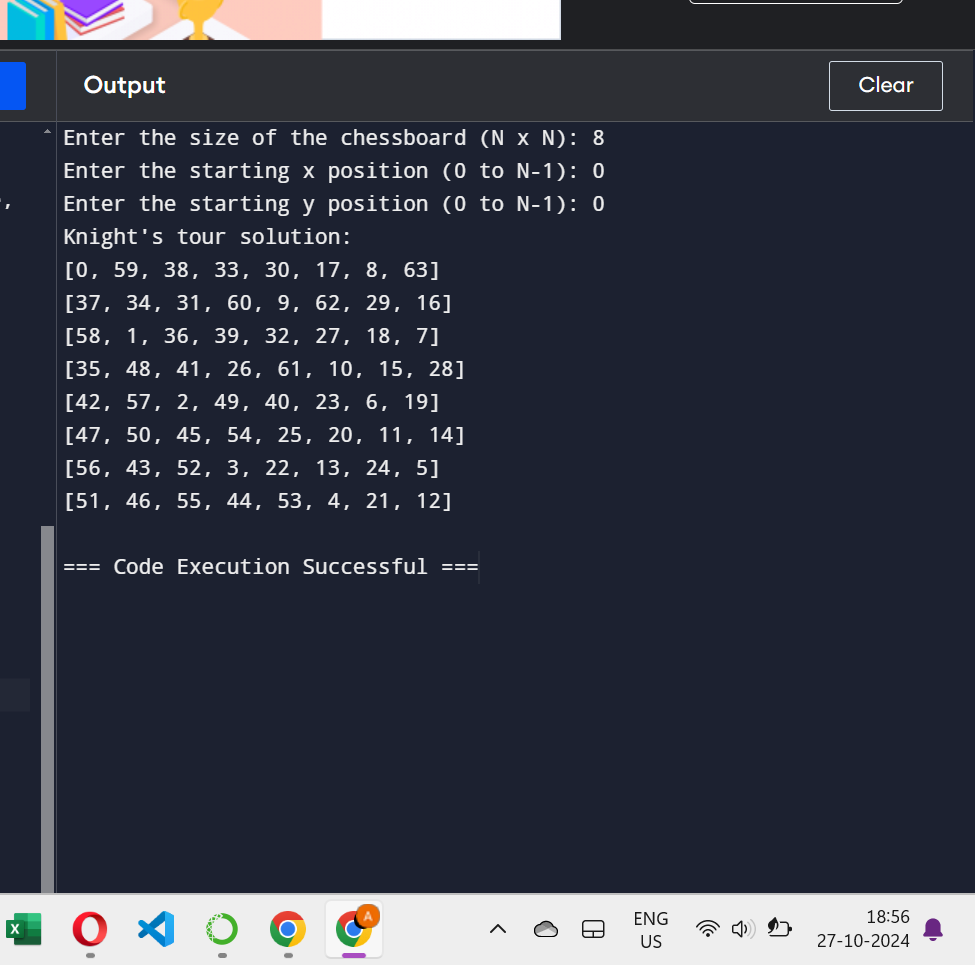 Output
Clear
Enter the size of the chessboard (N x N): 8
Enter the starting x position (0 to N-1): 0
,
Enter the starting y position (0 to N-1): 0
Knight's tour solution:
[0, 59, 38, 33, 30, 17, 8, 63]
[37, 34, 31, 60, 9, 62, 29, 16]
[58, 1, 36, 39, 32, 27, 18, 7]
[35, 48, 41, 26, 61, 10, 15, 28]
[42, 57, 2, 49, 40, 23, 6, 19]
[47, 50, 45, 54, 25, 20, 11, 14]
[56, 43, 52, 3, 22, 13, 24, 5]
[51, 46, 55, 44, 53, 4, 21, 12]
=== Code Execution Successful ===
X
A
ENG
US
18:56
27-10-2024